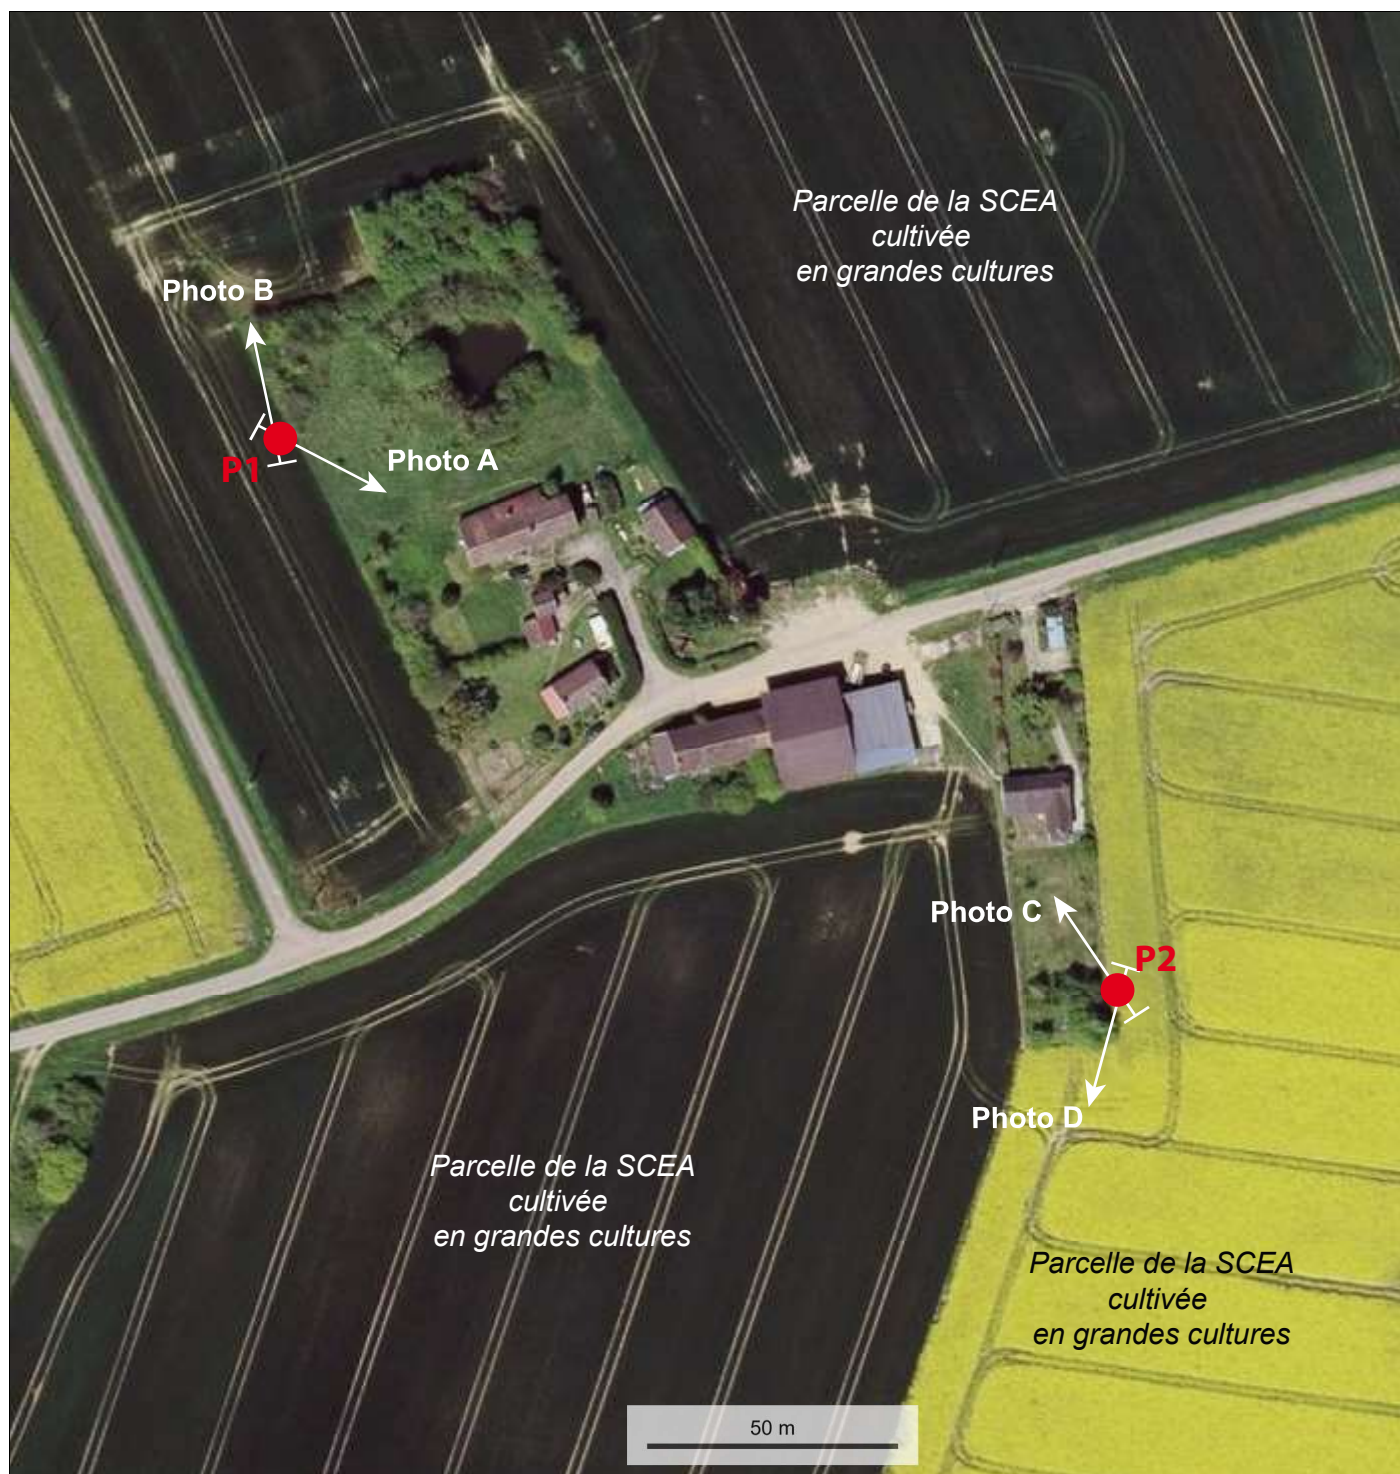 Parcelle de la SCEA
cultivée
en grandes cultures
Photo B
Photo A
P1
Photo C
P2
Photo D
Parcelle de la SCEA
cultivée
en grandes cultures
Parcelle de la SCEA
cultivée
en grandes cultures
50 m